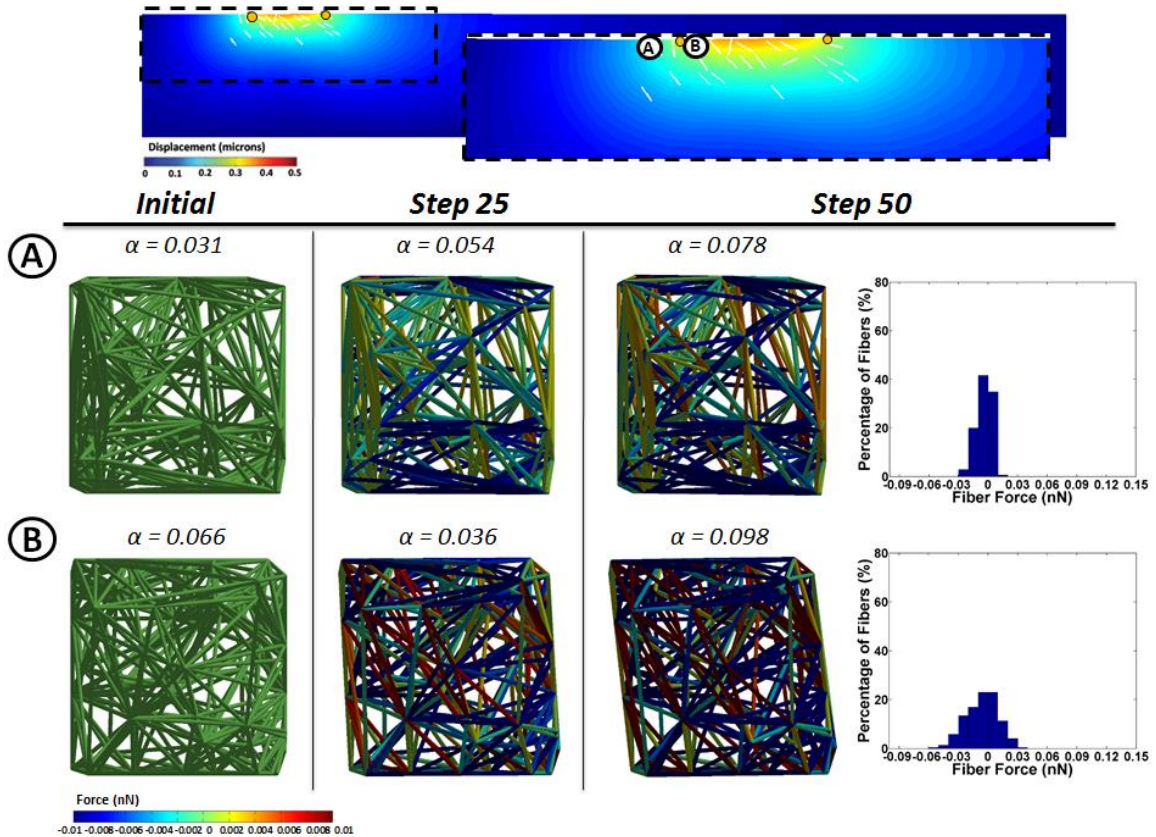 A B
Displacement (microns)
0 0.1 0.2 0.3 0.4 0.5
Initial Step 25 Step 50
A
α = 0.031 α = 0.054 α = 0.078
Percentage of Fibers (%)
80
60
40
20
0
-0.09 -0.06 -0.03 0 0.03 0.06 0.09 0.12 0.15
Fiber Force (nN)
B
α = 0.066 α = 0.036 α = 0.098
Percentage of Fibers (%)
80
60
40
20
0
-0.09 -0.06 -0.03 0 0.03 0.06 0.09 0.12 0.15
Fiber Force (nN)
Force (nN)
-0.01 -0.008 -0.006 -0.004 -0.002 0 0.002 0.004 0.006 0.008 0.01